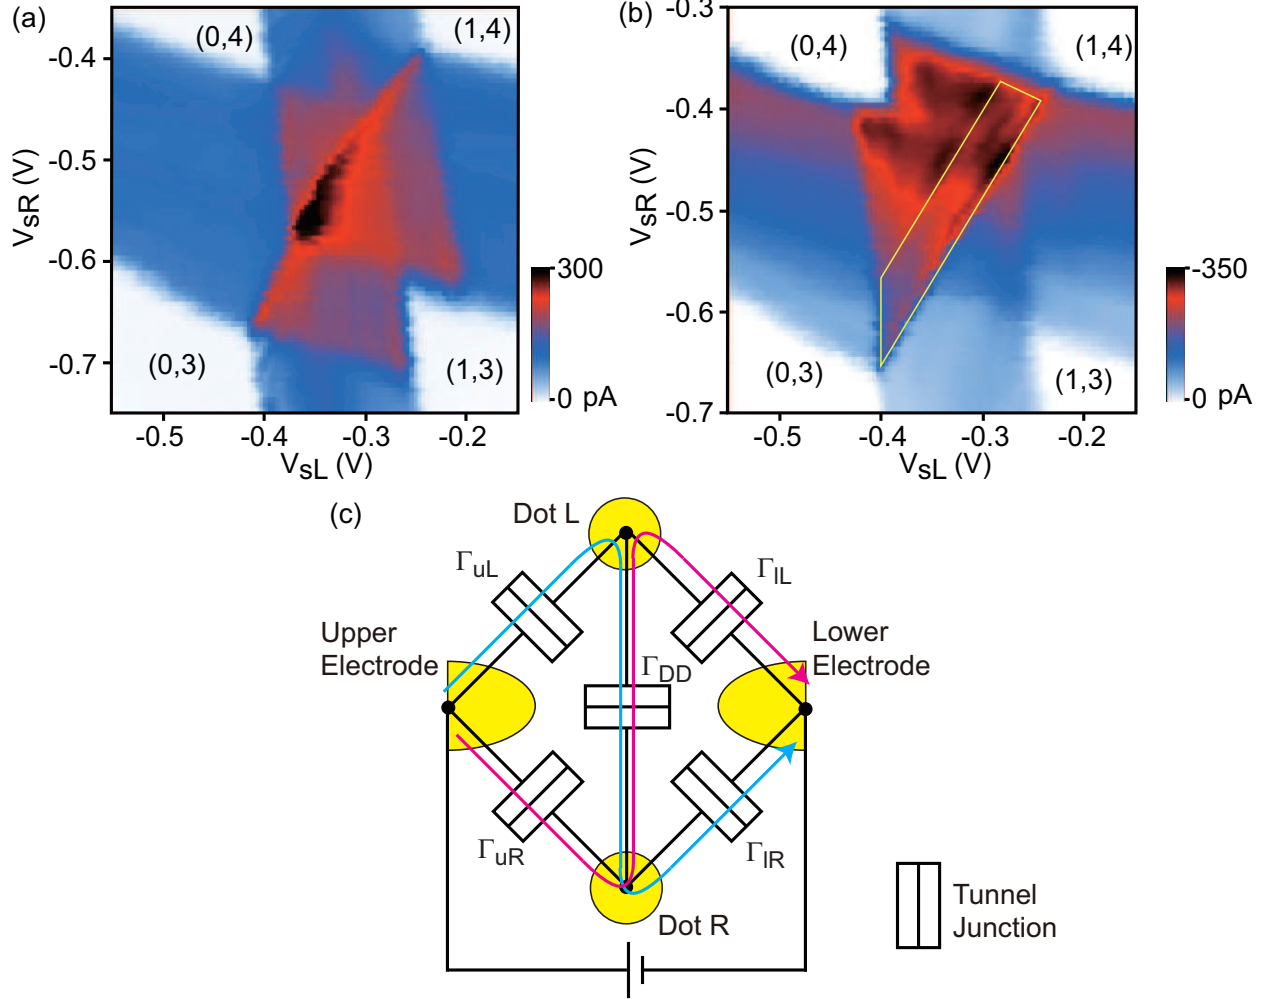 (a)
(0,4)
(1,4)
-0.4
-0.5
-0.6
-0.7
VsR (V)
(0,3)
(1,3)
300
0 pA
-0.5
-0.4
-0.3
-0.2
VsL (V)
(b)
-0.3
(0,4)
(1,4)
-0.4
-0.5
-0.6
-0.7
VsR (V)
(0,3)
(1,3)
-350
0 pA
-0.5
-0.4
-0.3
-0.2
VsL (V)
(c)
Dot L
ΓuL
ΓlL
Upper
Electrode
Lower
Electrode
ΓDD
ΓuR
ΓlR
Dot R
Tunnel
Junction